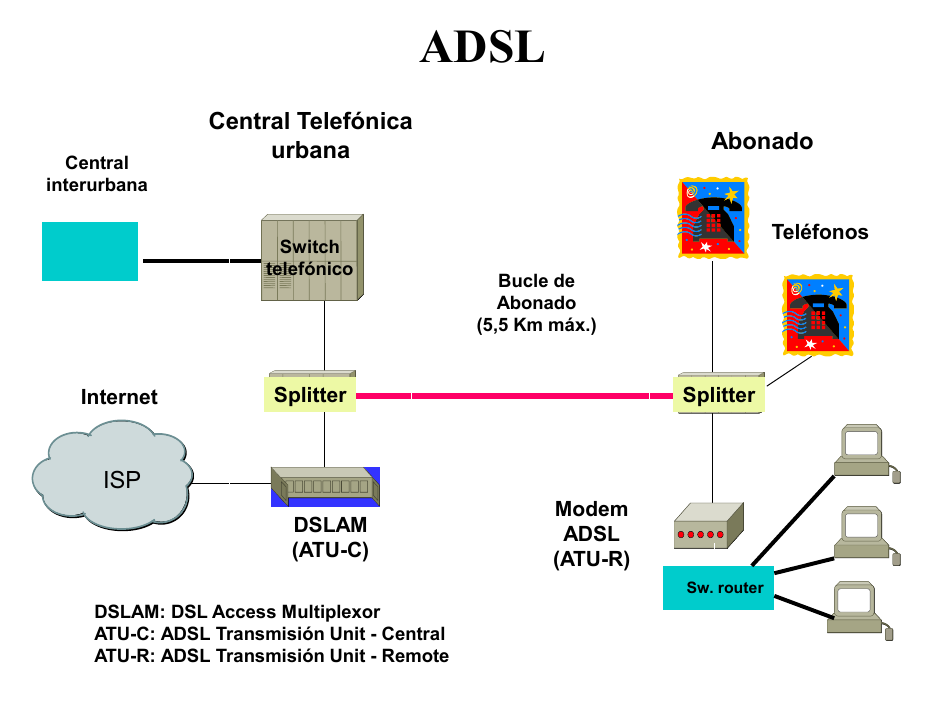 ADSL
Central Telefónica
urbana
Abonado
Central
interurbana
Teléfonos
Switch
telefónico
Bucle de
Abonado
(5,5 Km máx.)
Internet
Splitter
Splitter
ISP
Modem
ADSL
(ATU-R)
DSLAM
(ATU-C)
Sw. router
DSLAM: DSL Access Multiplexor
ATU-C: ADSL Transmisión Unit - Central
ATU-R: ADSL Transmisión Unit - Remote